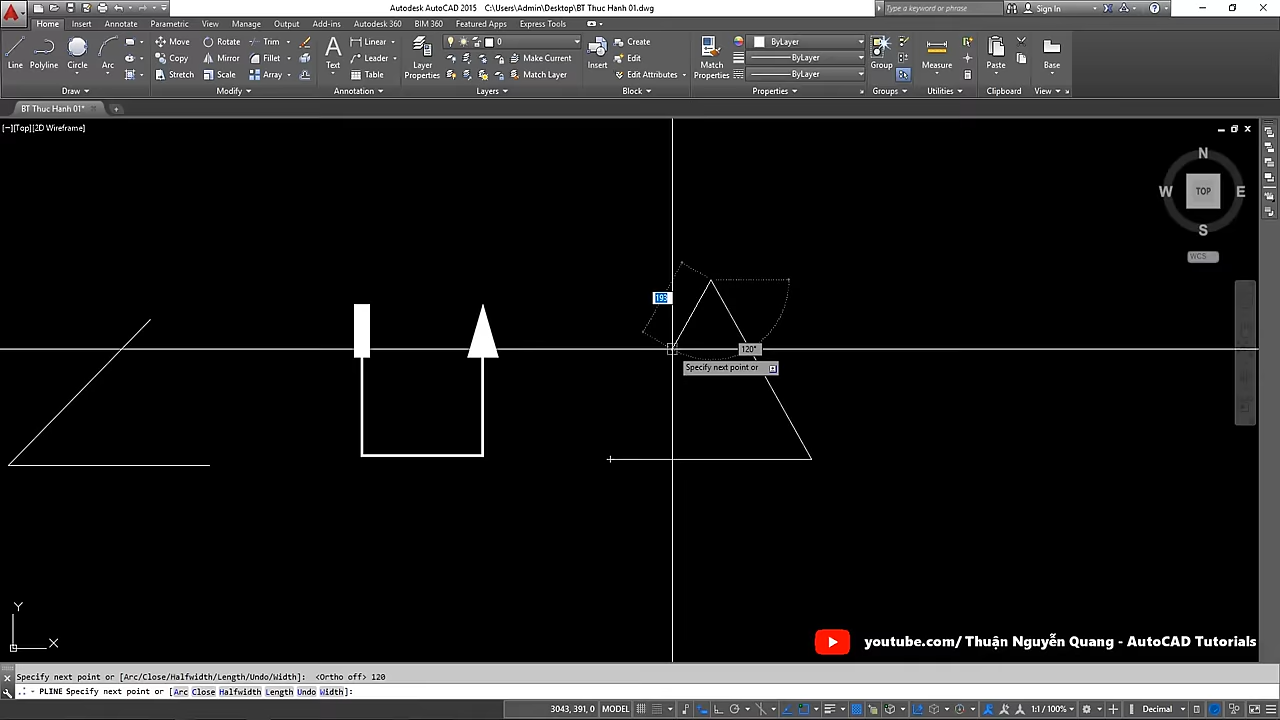 Autodesk AutoCAD 2015 C:\Users\Admin\Desktop\BT Thuc Hanh 01.dwg
Type a keyword or phrase
Sign In
Home Insert Annotate Parametric View Manage Output Add-ins Autodesk 360 BIM 360 Featured Apps Express Tools
Line
Polyline
Circle
Arc
Move
Rotate
Trim
Copy
Mirror
Fillet
Stretch
Scale
Array
Text
Linear
Leader
Table
Layer
Properties
0
Make Current
Match Layer
Insert
Create
Edit
Edit Attributes
Match
Properties
ByLayer
ByLayer
ByLayer
Group
Measure
Paste
Base
Draw
Modify
Annotation
Layers
Block
Properties
Groups
Utilities
Clipboard
View
BT Thuc Hanh 01*
[−][Top][2D Wireframe]
N
W
TOP
E
S
WCS
193
120°
Specify next point or
Y
X
youtube.com/ Thuận Nguyễn Quang - AutoCAD Tutorials
Specify next point or [Arc/Close/Halfwidth/Length/Undo/Width]: <Ortho off> 120
PLINE Specify next point or [Arc Close Halfwidth Length Undo Width]:
3043, 391, 0 MODEL
1:1 / 100%
Decimal